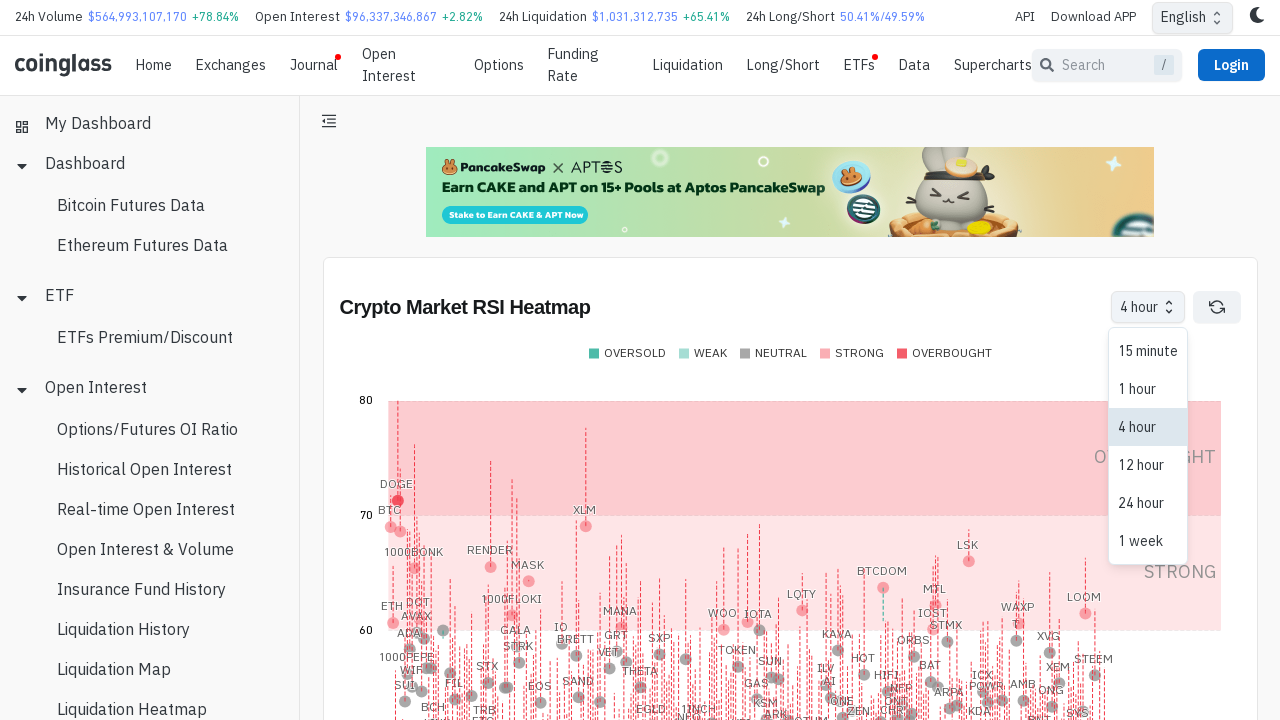 24h Volume $564,993,107,170 +78.84% Open Interest $96,337,346,867 +2.82% 24h Liquidation $1,031,312,735 +65.41% 24h Long/Short 50.41%/49.59% API Download APP English
coinglass Home Exchanges Journal Open Interest Options Funding Rate Liquidation Long/Short ETFs Data Supercharts Search / Login
My Dashboard
Dashboard
Bitcoin Futures Data
Ethereum Futures Data
ETF
ETFs Premium/Discount
Open Interest
Options/Futures OI Ratio
Historical Open Interest
Real-time Open Interest
Open Interest & Volume
Insurance Fund History
Liquidation History
Liquidation Map
Liquidation Heatmap
PancakeSwap × APTOS
Earn CAKE and APT on 15+ Pools at Aptos PancakeSwap
Stake to Earn CAKE & APT Now
Crypto Market RSI Heatmap
4 hour
15 minute
1 hour
4 hour
12 hour
24 hour
1 week
OVERSOLD WEAK NEUTRAL STRONG OVERBOUGHT
80
70
60
STRONG
DOGE
BTC
XLM
1000BONK
RENDER
MASK
LSK
BTCDOM
ETH
DOT
AVAX
1000FLOKI
MANA
WOO
IOTA
LQTY
MTL
IOST
STMX
WAXP
LOOM
ADA
GALA
IO
BRETT
GRT
STRK
VET
SXP
KAVA
ORBS
XVG
1000PEPE
WIF
STX
THETA
TOKEN
SUN
HOT
BAT
XEM
STEEM
SUI
FIL
EOS
SAND
GAS
ILV
AI
HIFI
ICX
ARPA
POWR
ANB
ONG
BCH
TRB
EGLD
1INCH
KSM
ONE
ZEN
KDA
SYS